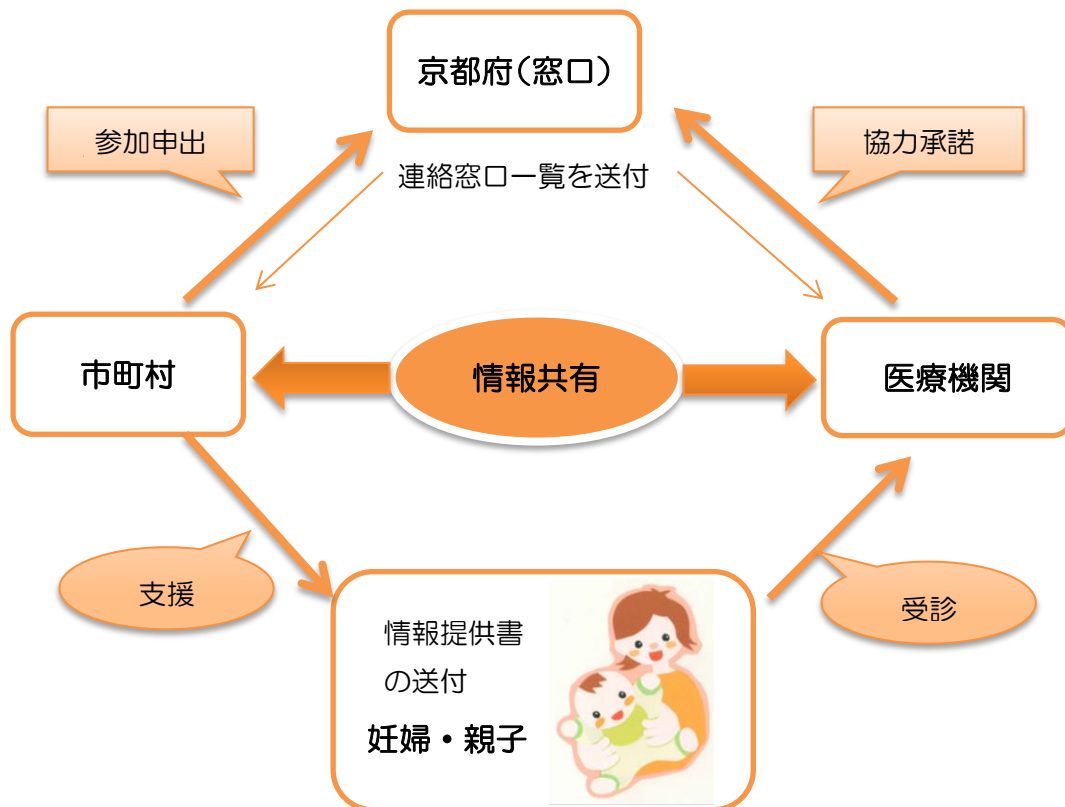 京都府(窓口)
参加申出
協力承諾
連絡窓口一覧を送付
市町村
情報共有
医療機関
支援
受診
情報提供書
の送付
妊婦・親子